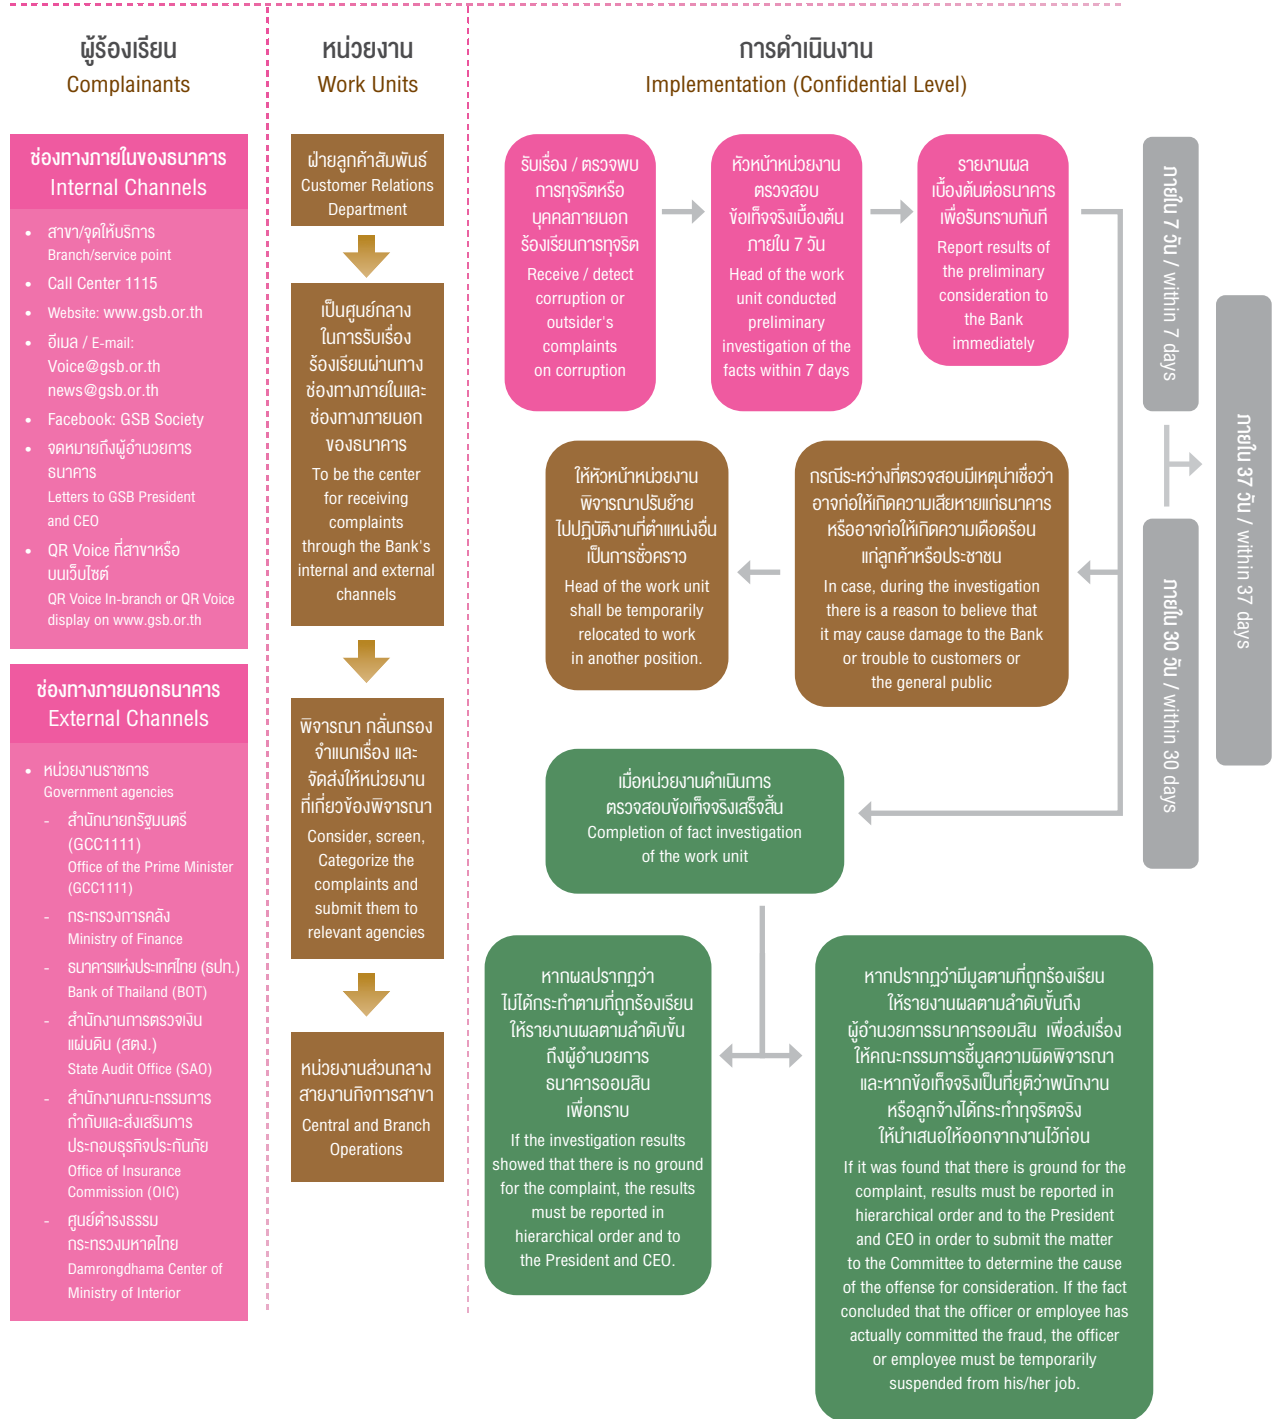 ผู้ร้องเรียน
Complainants
ช่องทางภายในของธนาคาร
Internal Channels
• สาขา/จุดให้บริการ
Branch/service point
• Call Center 1115
• Website: www.gsb.or.th
• อีเมล / E-mail:
Voice@gsb.or.th
news@gsb.or.th
• Facebook: GSB Society
• จดหมายถึงผู้อำนวยการ
ธนาคาร
Letters to GSB President
and CEO
• QR Voice ที่สาขาหรือ
บนเว็บไซต์
QR Voice In-branch or QR Voice
display on www.gsb.or.th
ช่องทางภายนอกธนาคาร
External Channels
• หน่วยงานราชการ
Government agencies
- สำนักนายกรัฐมนตรี
(GCC1111)
Office of the Prime Minister
(GCC1111)
- กระทรวงการคลัง
Ministry of Finance
- ธนาคารแห่งประเทศไทย (ธปท.)
Bank of Thailand (BOT)
- สำนักงานการตรวจเงิน
แผ่นดิน (สตง.)
State Audit Office (SAO)
- สำนักงานคณะกรรมการ
กำกับและส่งเสริมการ
ประกอบธุรกิจประกันภัย
Office of Insurance
Commission (OIC)
- ศูนย์ดำรงธรรม
กระทรวงมหาดไทย
Damrongdhama Center of
Ministry of Interior
หน่วยงาน
Work Units
ฝ่ายลูกค้าสัมพันธ์
Customer Relations
Department
เป็นศูนย์กลาง
ในการรับเรื่อง
ร้องเรียนผ่านทาง
ช่องทางภายในและ
ช่องทางภายนอก
ของธนาคาร
To be the center
for receiving
complaints
through the Bank's
internal and external
channels
พิจารณา กลั่นกรอง
จำแนกเรื่อง และ
จัดส่งให้หน่วยงาน
ที่เกี่ยวข้องพิจารณา
Consider, screen,
Categorize the
complaints and
submit them to
relevant agencies
หน่วยงานส่วนกลาง
สายงานกิจการสาขา
Central and Branch
Operations
การดำเนินงาน
Implementation (Confidential Level)
รับเรื่อง / ตรวจพบ
การทุจริตหรือ
บุคคลภายนอก
ร้องเรียนการทุจริต
Receive / detect
corruption or
outsider's
complaints
on corruption
หัวหน้าหน่วยงาน
ตรวจสอบ
ข้อเท็จจริงเบื้องต้น
ภายใน 7 วัน
Head of the work
unit conducted
preliminary
investigation of the
facts within 7 days
รายงานผล
เบื้องต้นต่อธนาคาร
เพื่อรับทราบทันที
Report results of
the preliminary
consideration to
the Bank
immediately
ให้หัวหน้าหน่วยงาน
พิจารณาปรับย้าย
ไปปฏิบัติงานที่ตำแหน่งอื่น
เป็นการชั่วคราว
Head of the work unit
shall be temporarily
relocated to work
in another position.
กรณีระหว่างที่ตรวจสอบมีเหตุน่าเชื่อว่า
อาจก่อให้เกิดความเสียหายแก่ธนาคาร
หรืออาจก่อให้เกิดความเดือดร้อน
แก่ลูกค้าหรือประชาชน
In case, during the investigation
there is a reason to believe that
it may cause damage to the Bank
or trouble to customers or
the general public
เมื่อหน่วยงานดำเนินการ
ตรวจสอบข้อเท็จจริงเสร็จสิ้น
Completion of fact investigation
of the work unit
หากผลปรากฏว่า
ไม่ได้กระทำตามที่ถูกร้องเรียน
ให้รายงานผลตามลำดับขั้น
ถึงผู้อำนวยการ
ธนาคารออมสิน
เพื่อทราบ
If the investigation results
showed that there is no ground
for the complaint, the results
must be reported in
hierarchical order and to
the President and CEO.
หากปรากฏว่ามีมูลตามที่ถูกร้องเรียน
ให้รายงานผลตามลำดับขั้นถึง
ผู้อำนวยการธนาคารออมสิน เพื่อส่งเรื่อง
ให้คณะกรรมการชี้มูลความผิดพิจารณา
และหากข้อเท็จจริงเป็นที่ยุติว่าพนักงาน
หรือลูกจ้างได้กระทำทุจริตจริง
ให้นำเสนอให้ออกจากงานไว้ก่อน
If it was found that there is ground for the
complaint, results must be reported in
hierarchical order and to the President
and CEO in order to submit the matter
to the Committee to determine the cause
of the offense for consideration. If the fact
concluded that the officer or employee has
actually committed the fraud, the officer
or employee must be temporarily
suspended from his/her job.
ภายใน 7 วัน / within 7 days
ภายใน 30 วัน / within 30 days
ภายใน 37 วัน / within 37 days